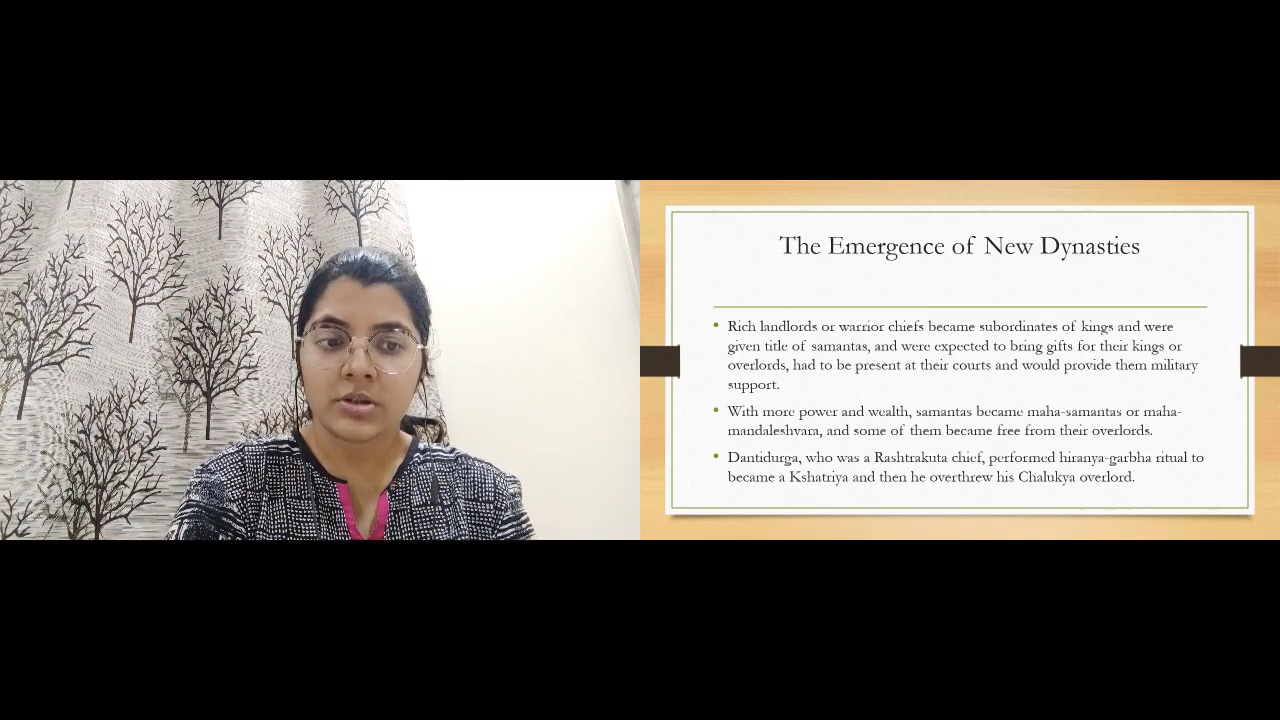 The Emergence of New Dynasties
• Rich landlords or warrior chiefs became subordinates of kings and were
given title of samantas, and were expected to bring gifts for their kings or
overlords, had to be present at their courts and would provide them military
support.
• With more power and wealth, samantas became maha-samantas or maha-
mandaleshvara, and some of them became free from their overlords.
• Dantidurga, who was a Rashtrakuta chief, performed hiranya-garbha ritual to
became a Kshatriya and then he overthrew his Chalukya overlord.